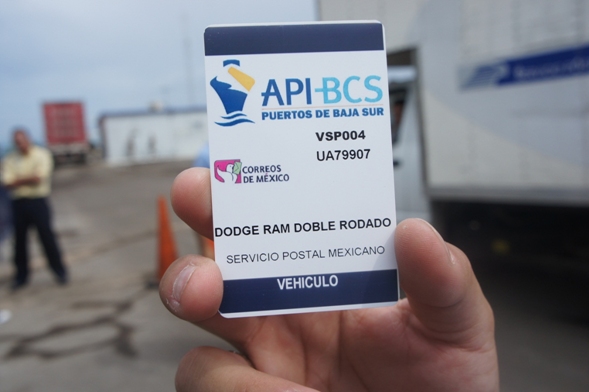 API-BCS
PUERTOS DE BAJA SUR
VSP004
UA79907
CORREOS
DE MÉXICO
DODGE RAM DOBLE RODADO
SERVICIO POSTAL MEXICANO
VEHICULO